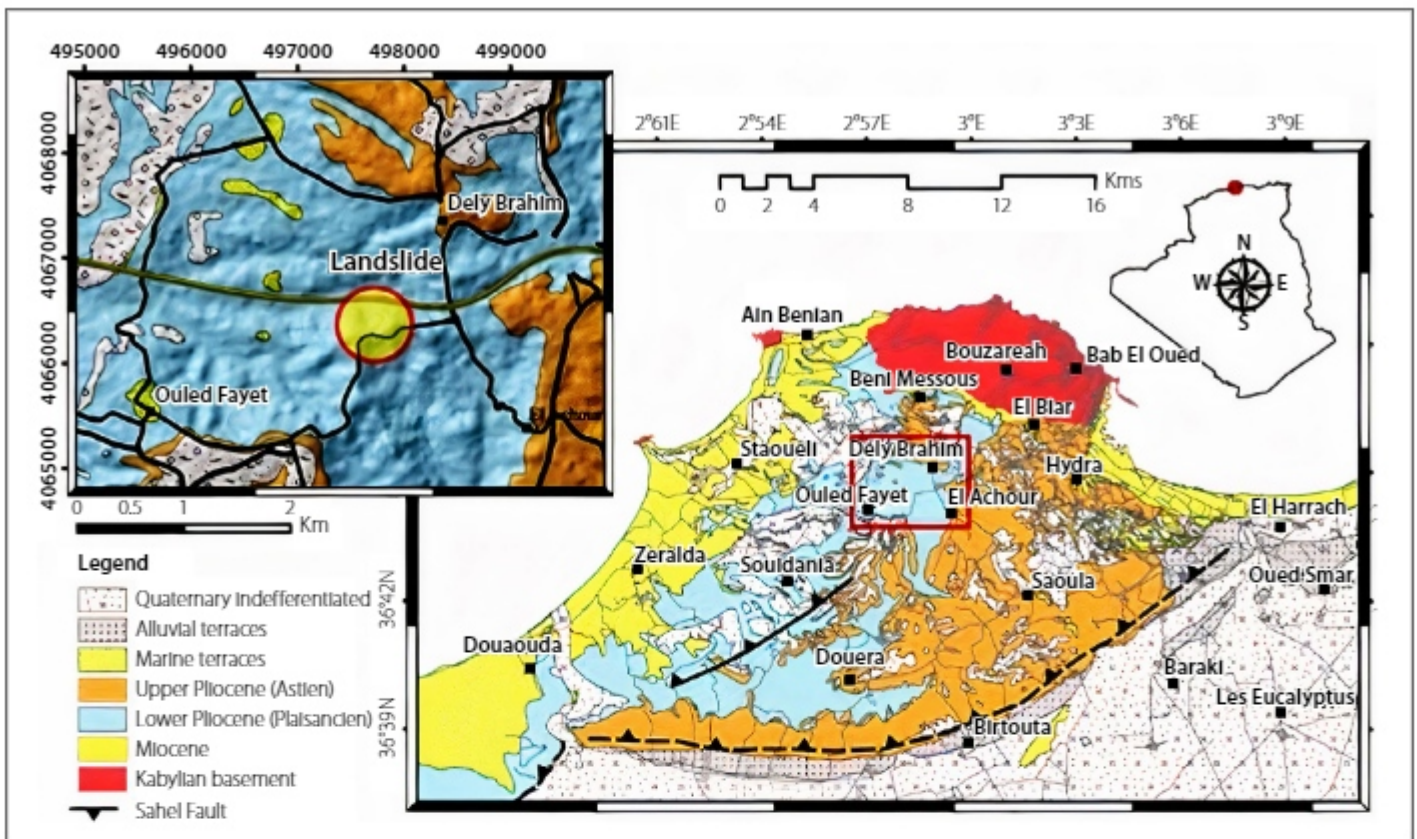 495000 496000 497000 498000 499000
4068000
4067000
4066000
4065000
Dely Brahim
Landslide
Ouled Fayet
0 0.5 1 2
Km
Legend
Quaternary indefferentiated
Alluvial terraces
Marine terraces
Upper Pliocene (Astien)
Lower Pliocene (Plaisancien)
Miocene
Kabylian basement
Sahel Fault
2°61E 2°54E 2°57E 3°E 3°3E 3°6E 3°9E
Kms
0 2 4 8 12 16
N
W E
S
Ain Benian
Bouzareah
Bab El Oued
Beni Messous
El Biar
Staoueli
Dely Brahim
Hydra
Ouled Fayet
El Achour
El Harrach
Zeralda
Souidania
Saoula
Oued Smar
36°42N
Douaouda
Douera
Baraki
Les Eucalyptus
36°39N
Birtouta